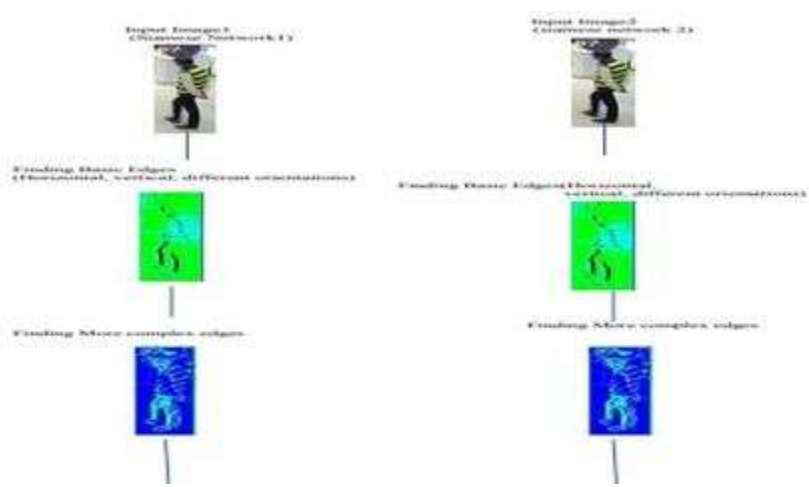 Input Image1
(Siamese Network1)
Input Image2
(siamese network 2)
Finding Basic Edges
(Horizontal, vertical, different orientations)
Finding Basic Edges(Horizontal,
vertical, different orientations)
Finding More complex edges
Finding More complex edges